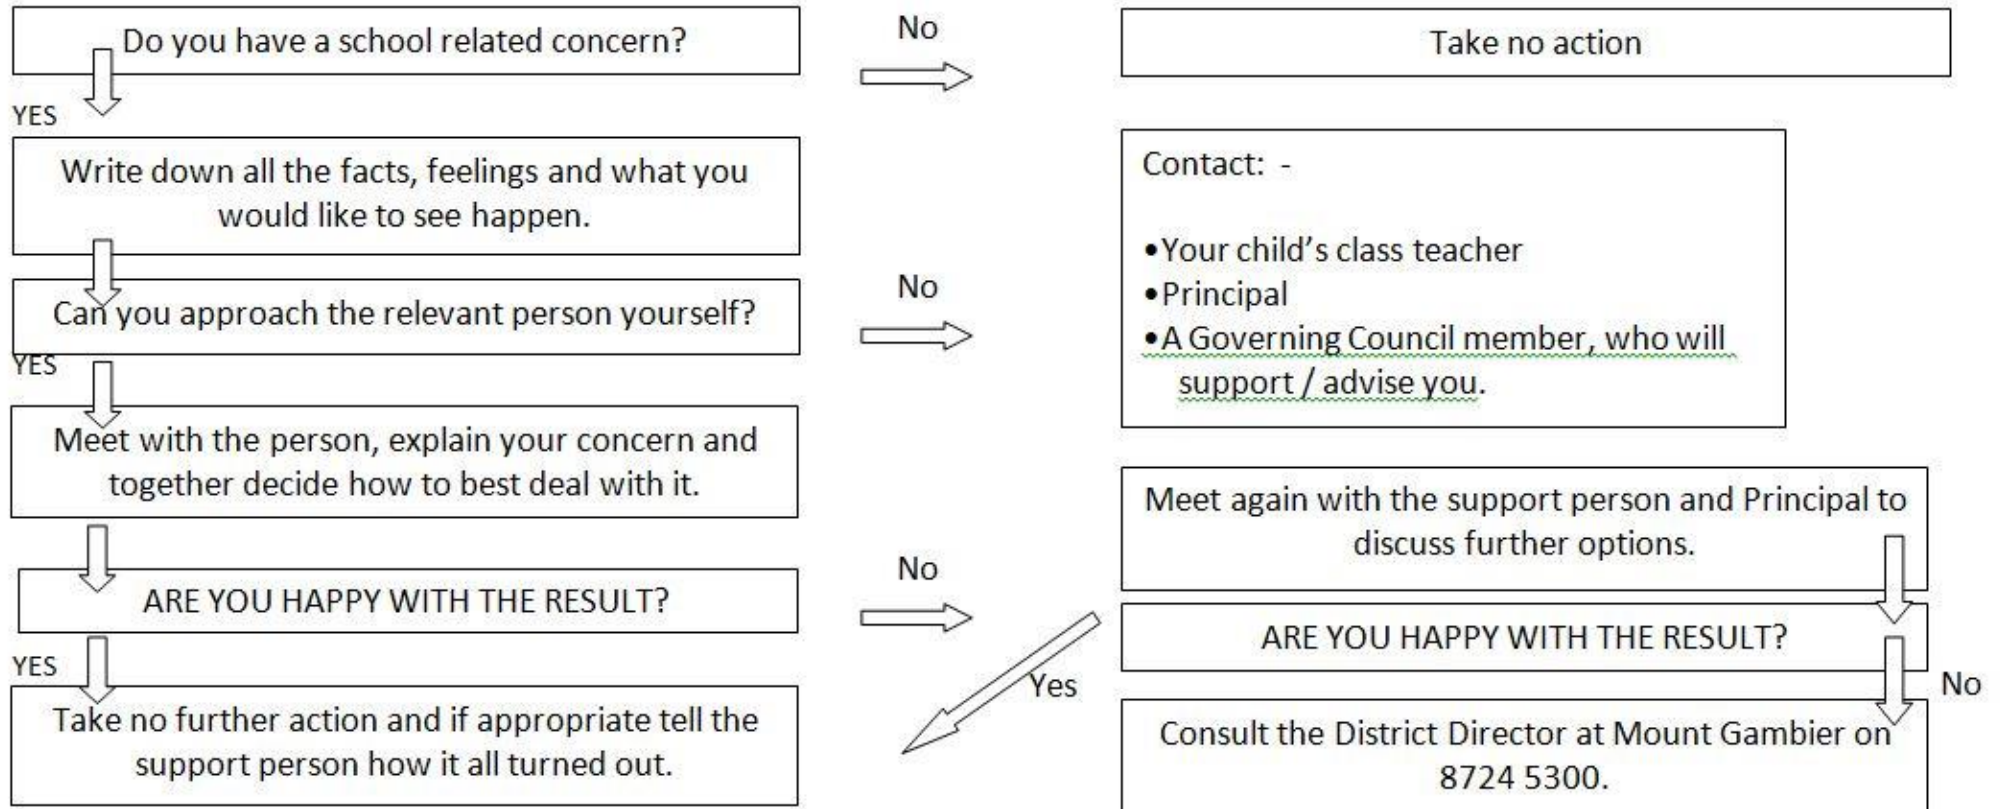 Do you have a school related concern?
No
Take no action
YES
Write down all the facts, feelings and what you
would like to see happen.
Contact: -
•Your child's class teacher
•Principal
•A Governing Council member, who will
support / advise you.
Can you approach the relevant person yourself?
No
YES
Meet with the person, explain your concern and
together decide how to best deal with it.
Meet again with the support person and Principal to
discuss further options.
ARE YOU HAPPY WITH THE RESULT?
No
ARE YOU HAPPY WITH THE RESULT?
YES
Yes
No
Take no further action and if appropriate tell the
support person how it all turned out.
Consult the District Director at Mount Gambier on
8724 5300.